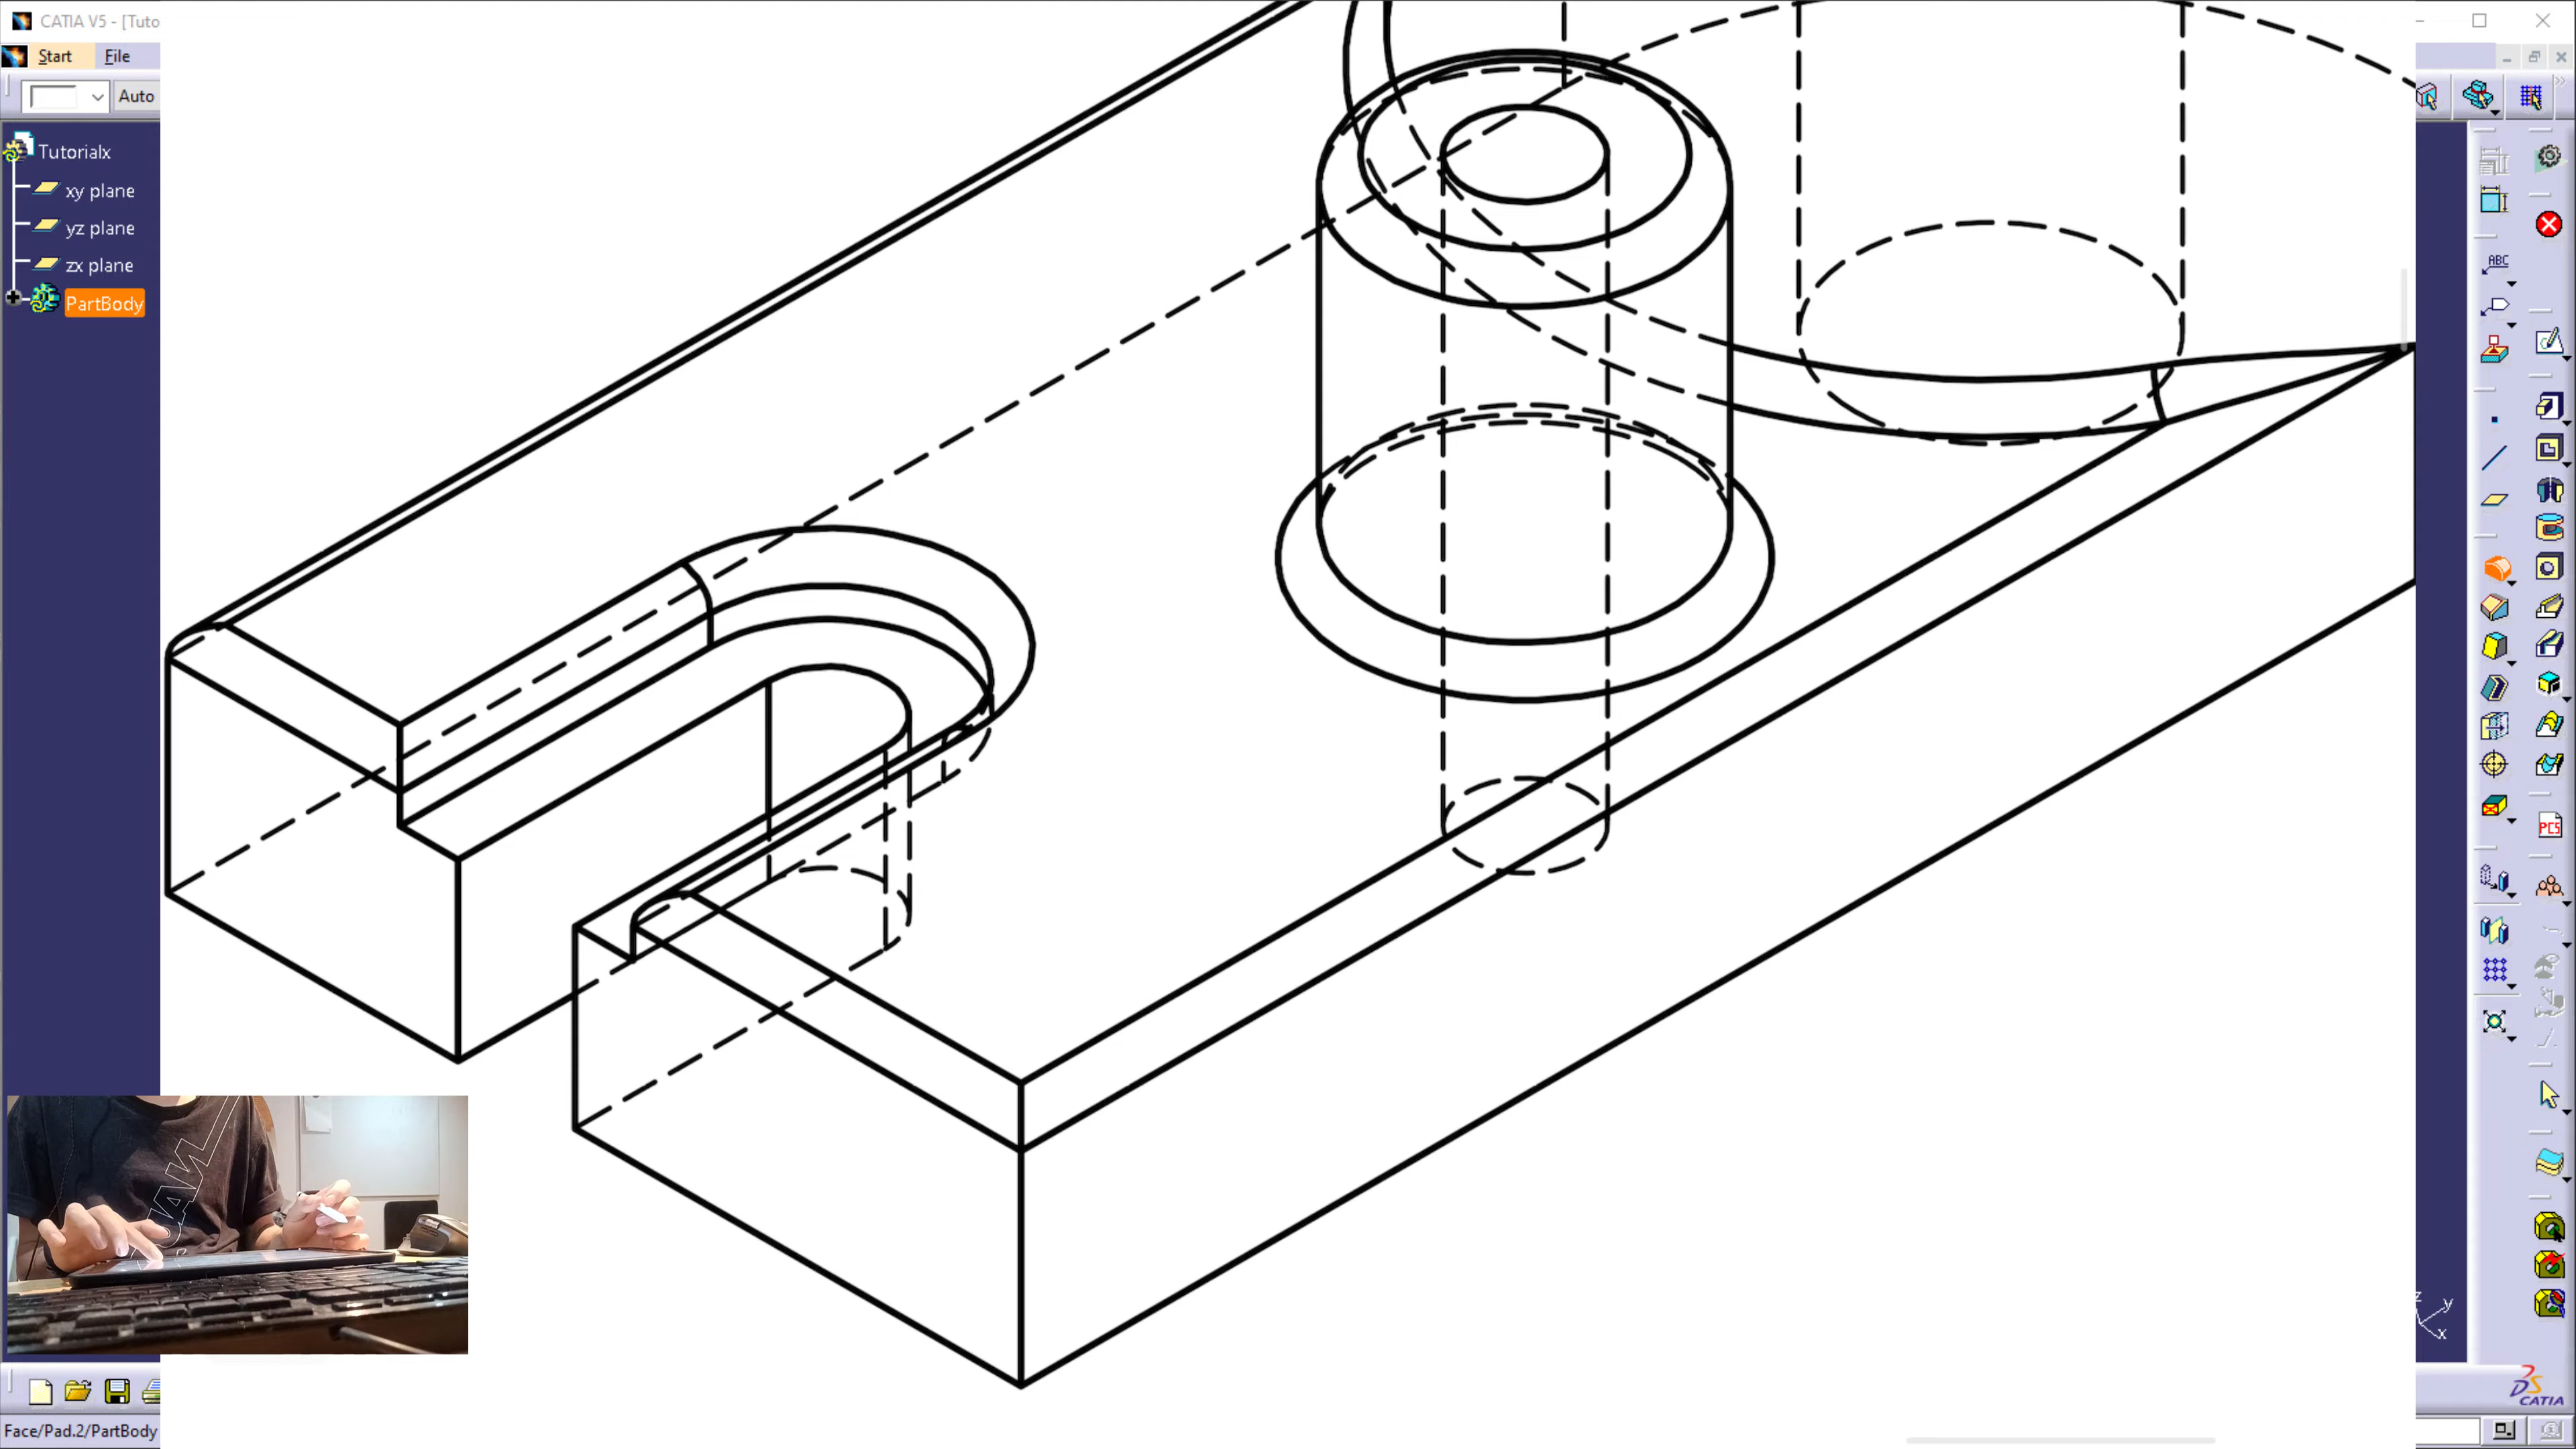 CATIA V5 - [Tuto
Start File
Auto
Tutorialx
xy plane
yz plane
zx plane
PartBody
ABC
PCS
z
y
x
CATIA
Face/Pad.2/PartBody